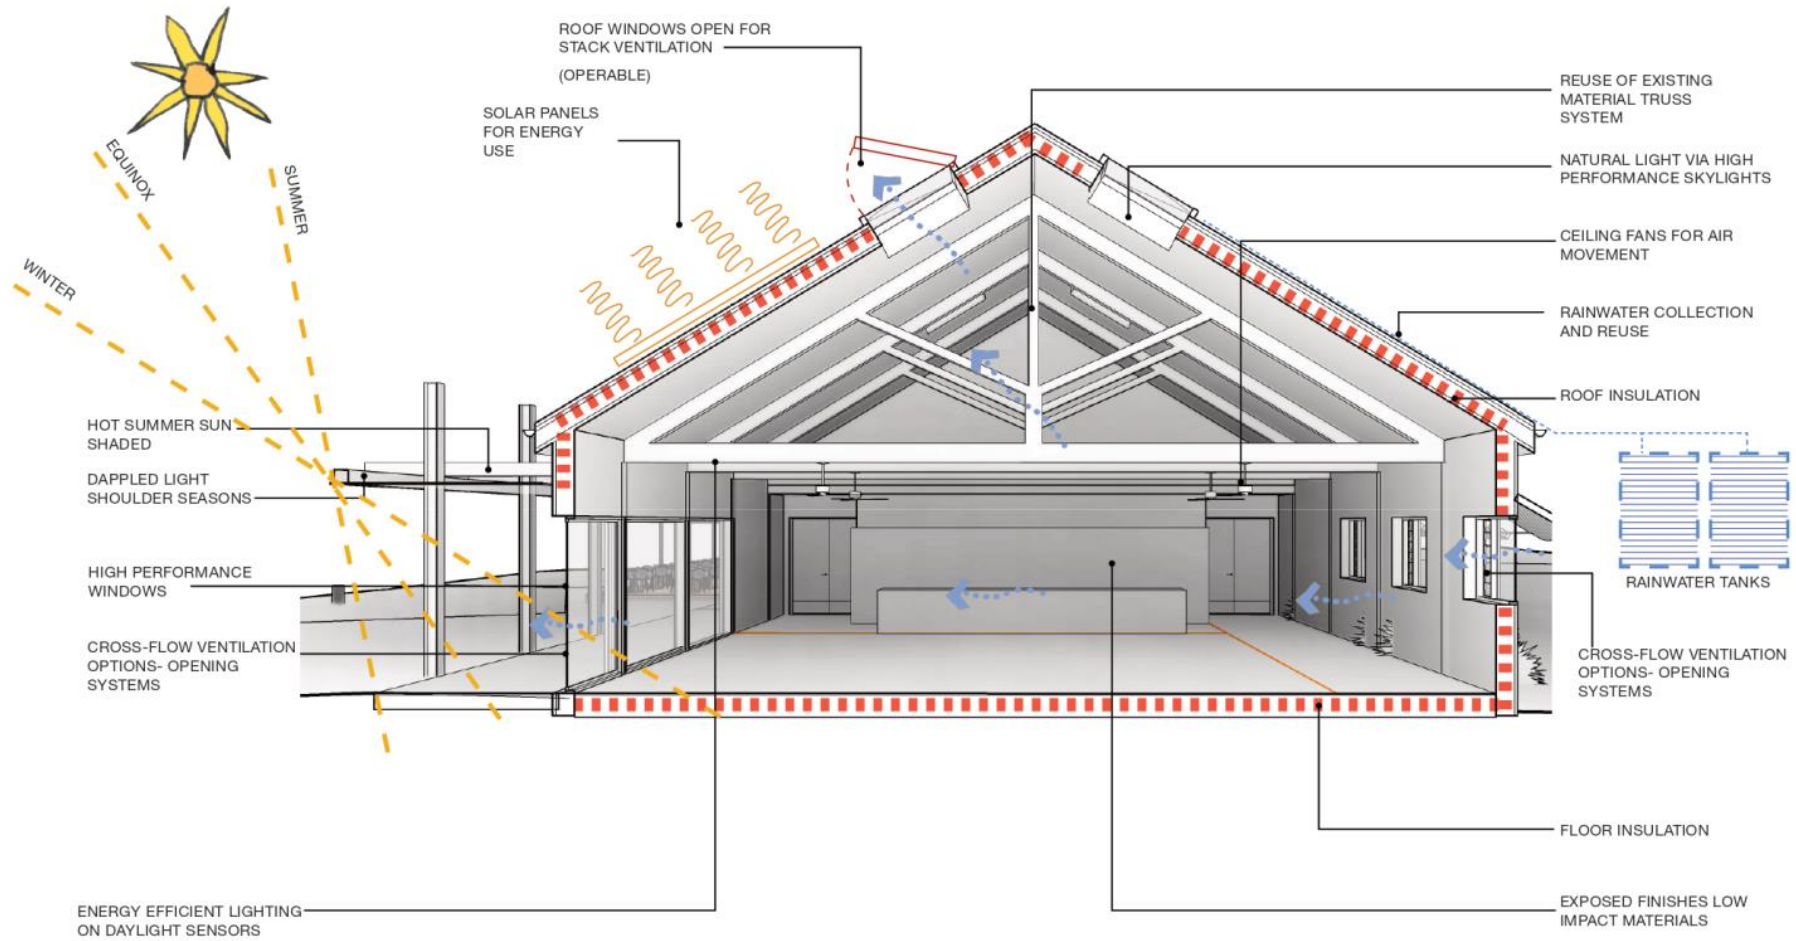 ROOF WINDOWS OPEN FOR
STACK VENTILATION
(OPERABLE)
SOLAR PANELS
FOR ENERGY
USE
EQUINOX
SUMMER
WINTER
HOT SUMMER SUN
SHADED
DAPPLED LIGHT
SHOULDER SEASONS
HIGH PERFORMANCE
WINDOWS
CROSS-FLOW VENTILATION
OPTIONS- OPENING
SYSTEMS
ENERGY EFFICIENT LIGHTING
ON DAYLIGHT SENSORS
REUSE OF EXISTING
MATERIAL TRUSS
SYSTEM
NATURAL LIGHT VIA HIGH
PERFORMANCE SKYLIGHTS
CEILING FANS FOR AIR
MOVEMENT
RAINWATER COLLECTION
AND REUSE
ROOF INSULATION
RAINWATER TANKS
CROSS-FLOW VENTILATION
OPTIONS- OPENING
SYSTEMS
FLOOR INSULATION
EXPOSED FINISHES LOW
IMPACT MATERIALS